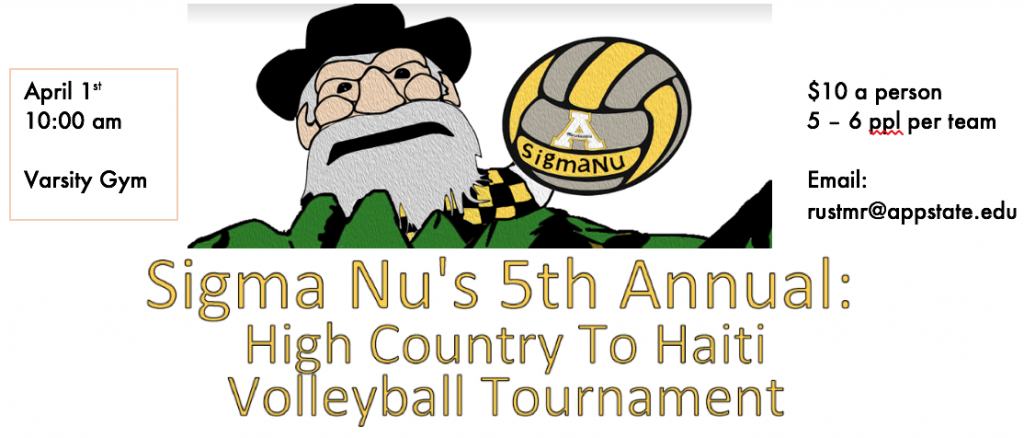 April 1st
10:00 am
Varsity Gym
A
SigmaNu
$10 a person
5 – 6 ppl per team
Email:
rustmr@appstate.edu
Sigma Nu's 5th Annual:
High Country To Haiti
Volleyball Tournament